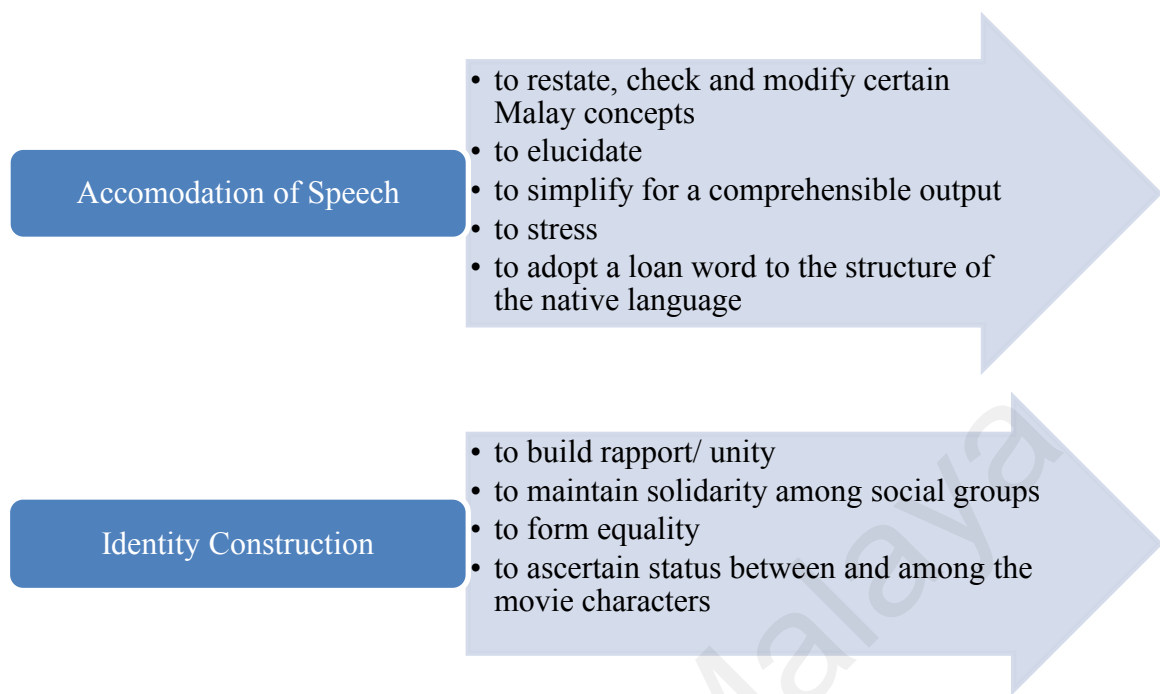 Accomodation of Speech
• to restate, check and modify certain
Malay concepts
• to elucidate
• to simplify for a comprehensible output
• to stress
• to adopt a loan word to the structure of
the native language
Identity Construction
• to build rapport/ unity
• to maintain solidarity among social groups
• to form equality
• to ascertain status between and among the
movie characters
Malaya